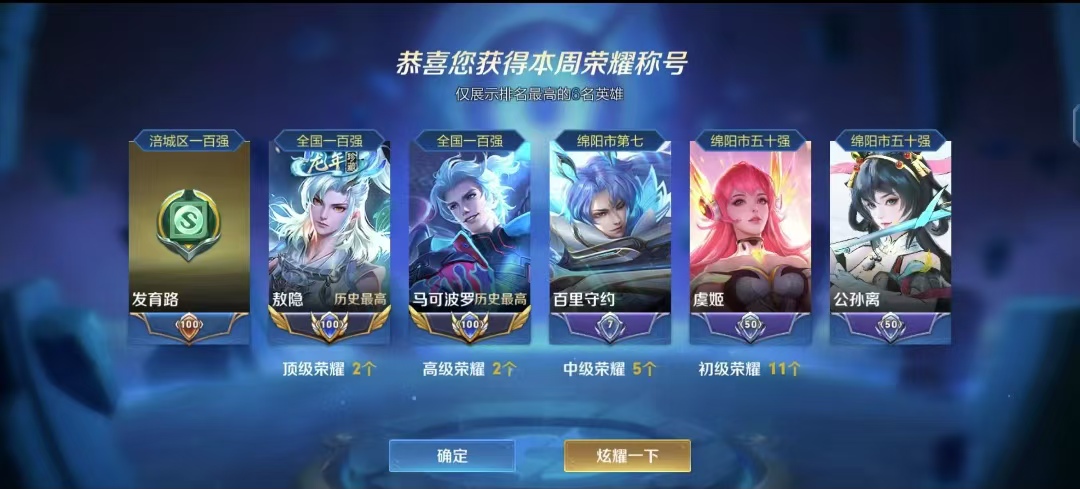 恭喜您获得本周荣耀称号
仅展示排名最高的6名英雄
涪城区一百强
全国一百强
全国一百强
绵阳市第七
绵阳市五十强
绵阳市五十强
龙年
珍藏
发育路
敖隐
历史最高
马可波罗
历史最高
百里守约
虞姬
公孙离
100
100
100
7
50
50
顶级荣耀 2个
高级荣耀 2个
中级荣耀 5个
初级荣耀 11个
确定
炫耀一下